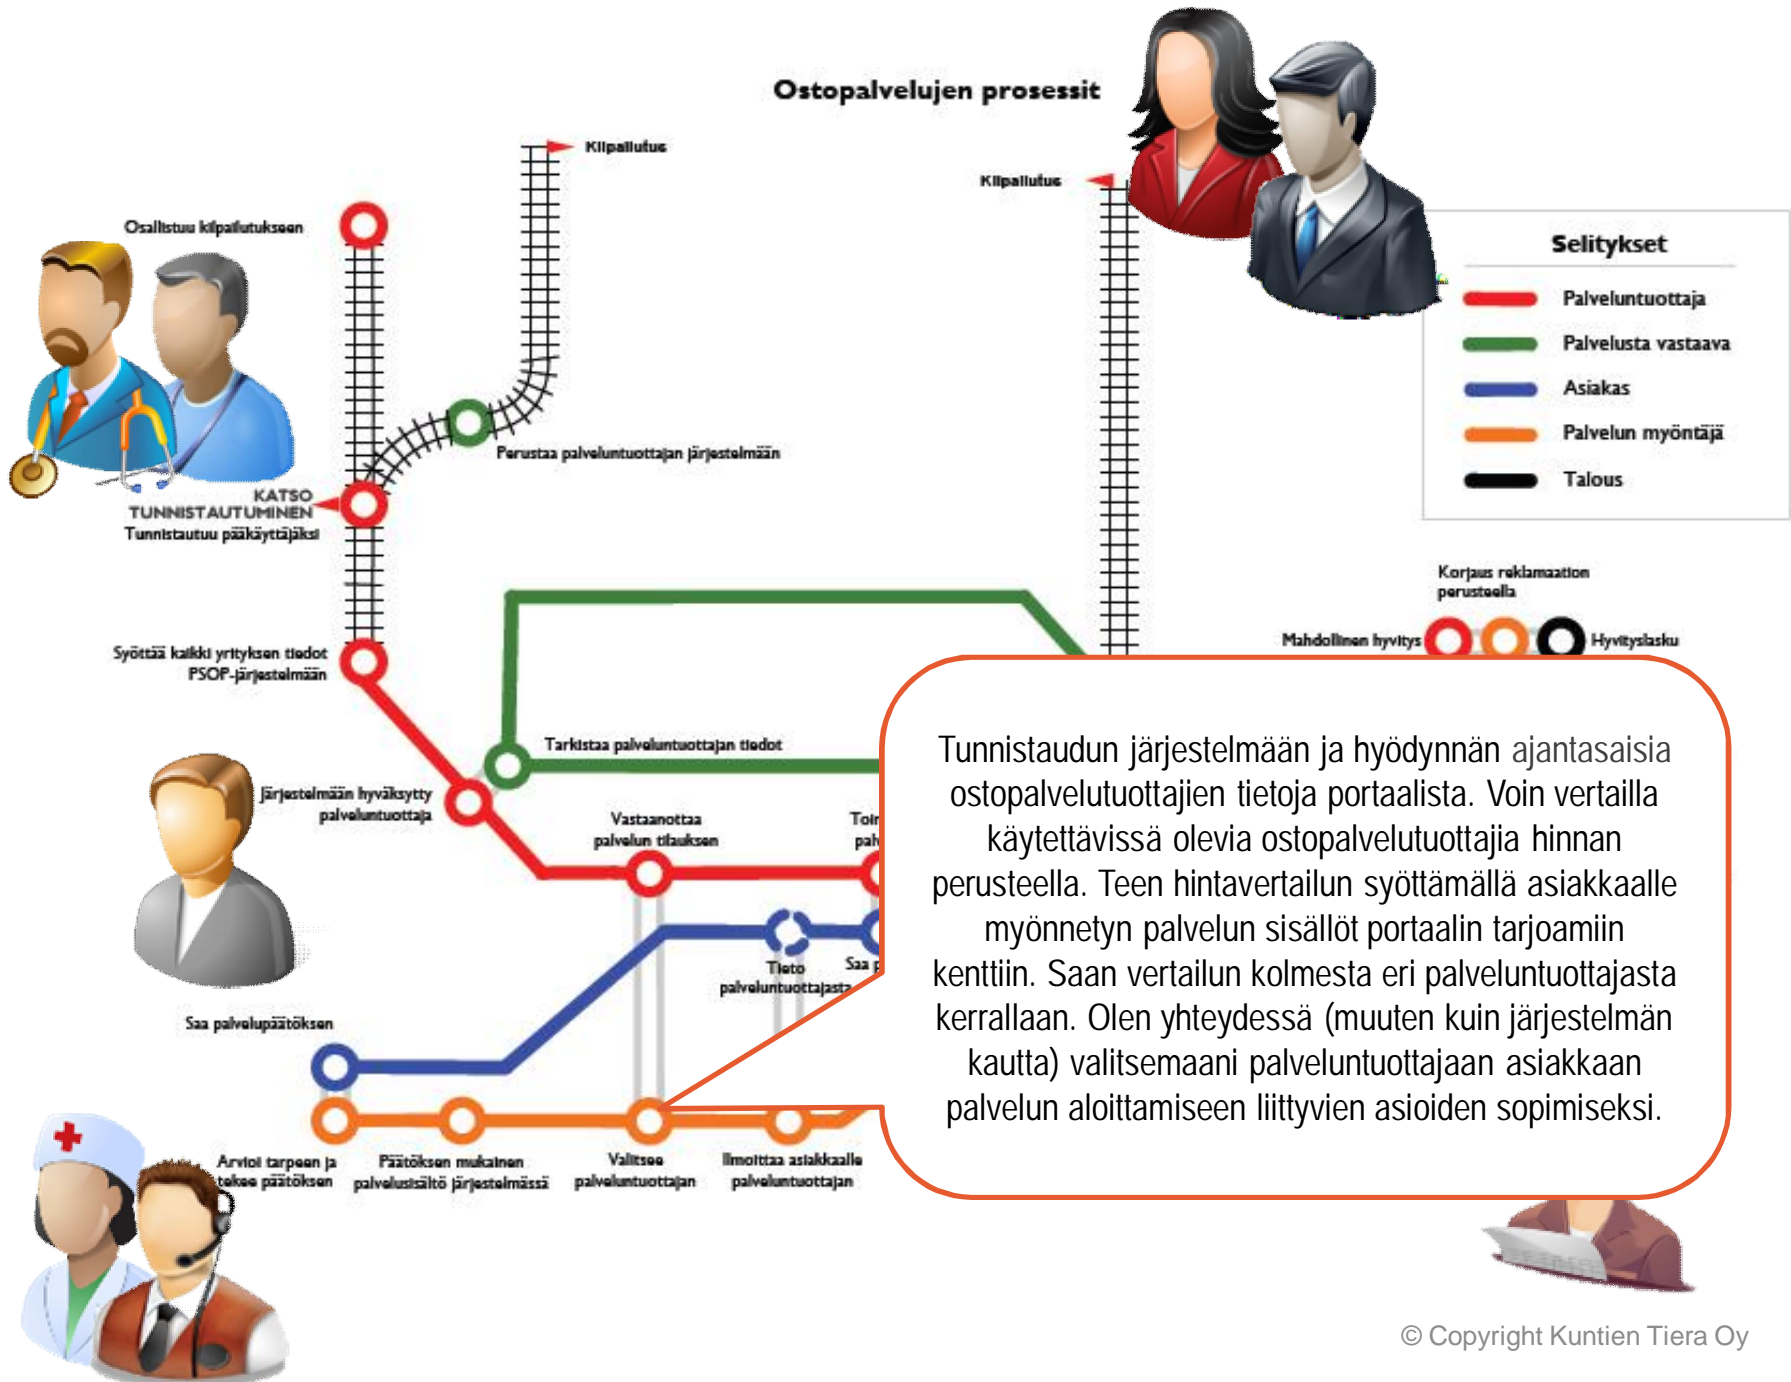 Ostopalvelujen prosessit
Kilpailutus
Kilpailutus
Osallistuu kilpailutukseen
Selitykset
Palveluntuottaja
Palvelusta vastaava
Asiakas
Palvelun myöntäjä
Talous
Perustaa palveluntuottajan järjestelmään
KATSO
TUNNISTAUTUMINEN
Tunnistautuu pääkäyttäjäksi
Korjaus reklamaation
perusteella
Mahdollinen hyvitys
Hyvityslasku
Syöttää kaikki yrityksen tiedot
PSOP-järjestelmään
Tarkistaa palveluntuottajan tiedot
Järjestelmään hyväksytty
palveluntuottaja
Vastaanottaa
palvelun tilauksen
Tunnistaudun järjestelmään ja hyödynnän ajantasaisia
ostopalvelutuottajien tietoja portaalista. Voin vertailla
käytettävissä olevia ostopalvelutuottajia hinnan
perusteella. Teen hintavertailun syöttämällä asiakkaalle
myönnetyn palvelun sisällöt portaalin tarjoamiin
kenttiin. Saan vertailun kolmesta eri palveluntuottajasta
kerrallaan. Olen yhteydessä (muuten kuin järjestelmän
kautta) valitsemaani palveluntuottajaan asiakkaan
palvelun aloittamiseen liittyvien asioiden sopimiseksi.
Tieto
palveluntuottajasta
Saa
Saa palvelupäätöksen
Arvioi tarpeen ja
tekee päätöksen
Päätöksen mukainen
palvelusisältö järjestelmässä
Valitsee
palveluntuottajan
Ilmoittaa asiakkaalle
palveluntuottajan
© Copyright Kuntien Tiera Oy